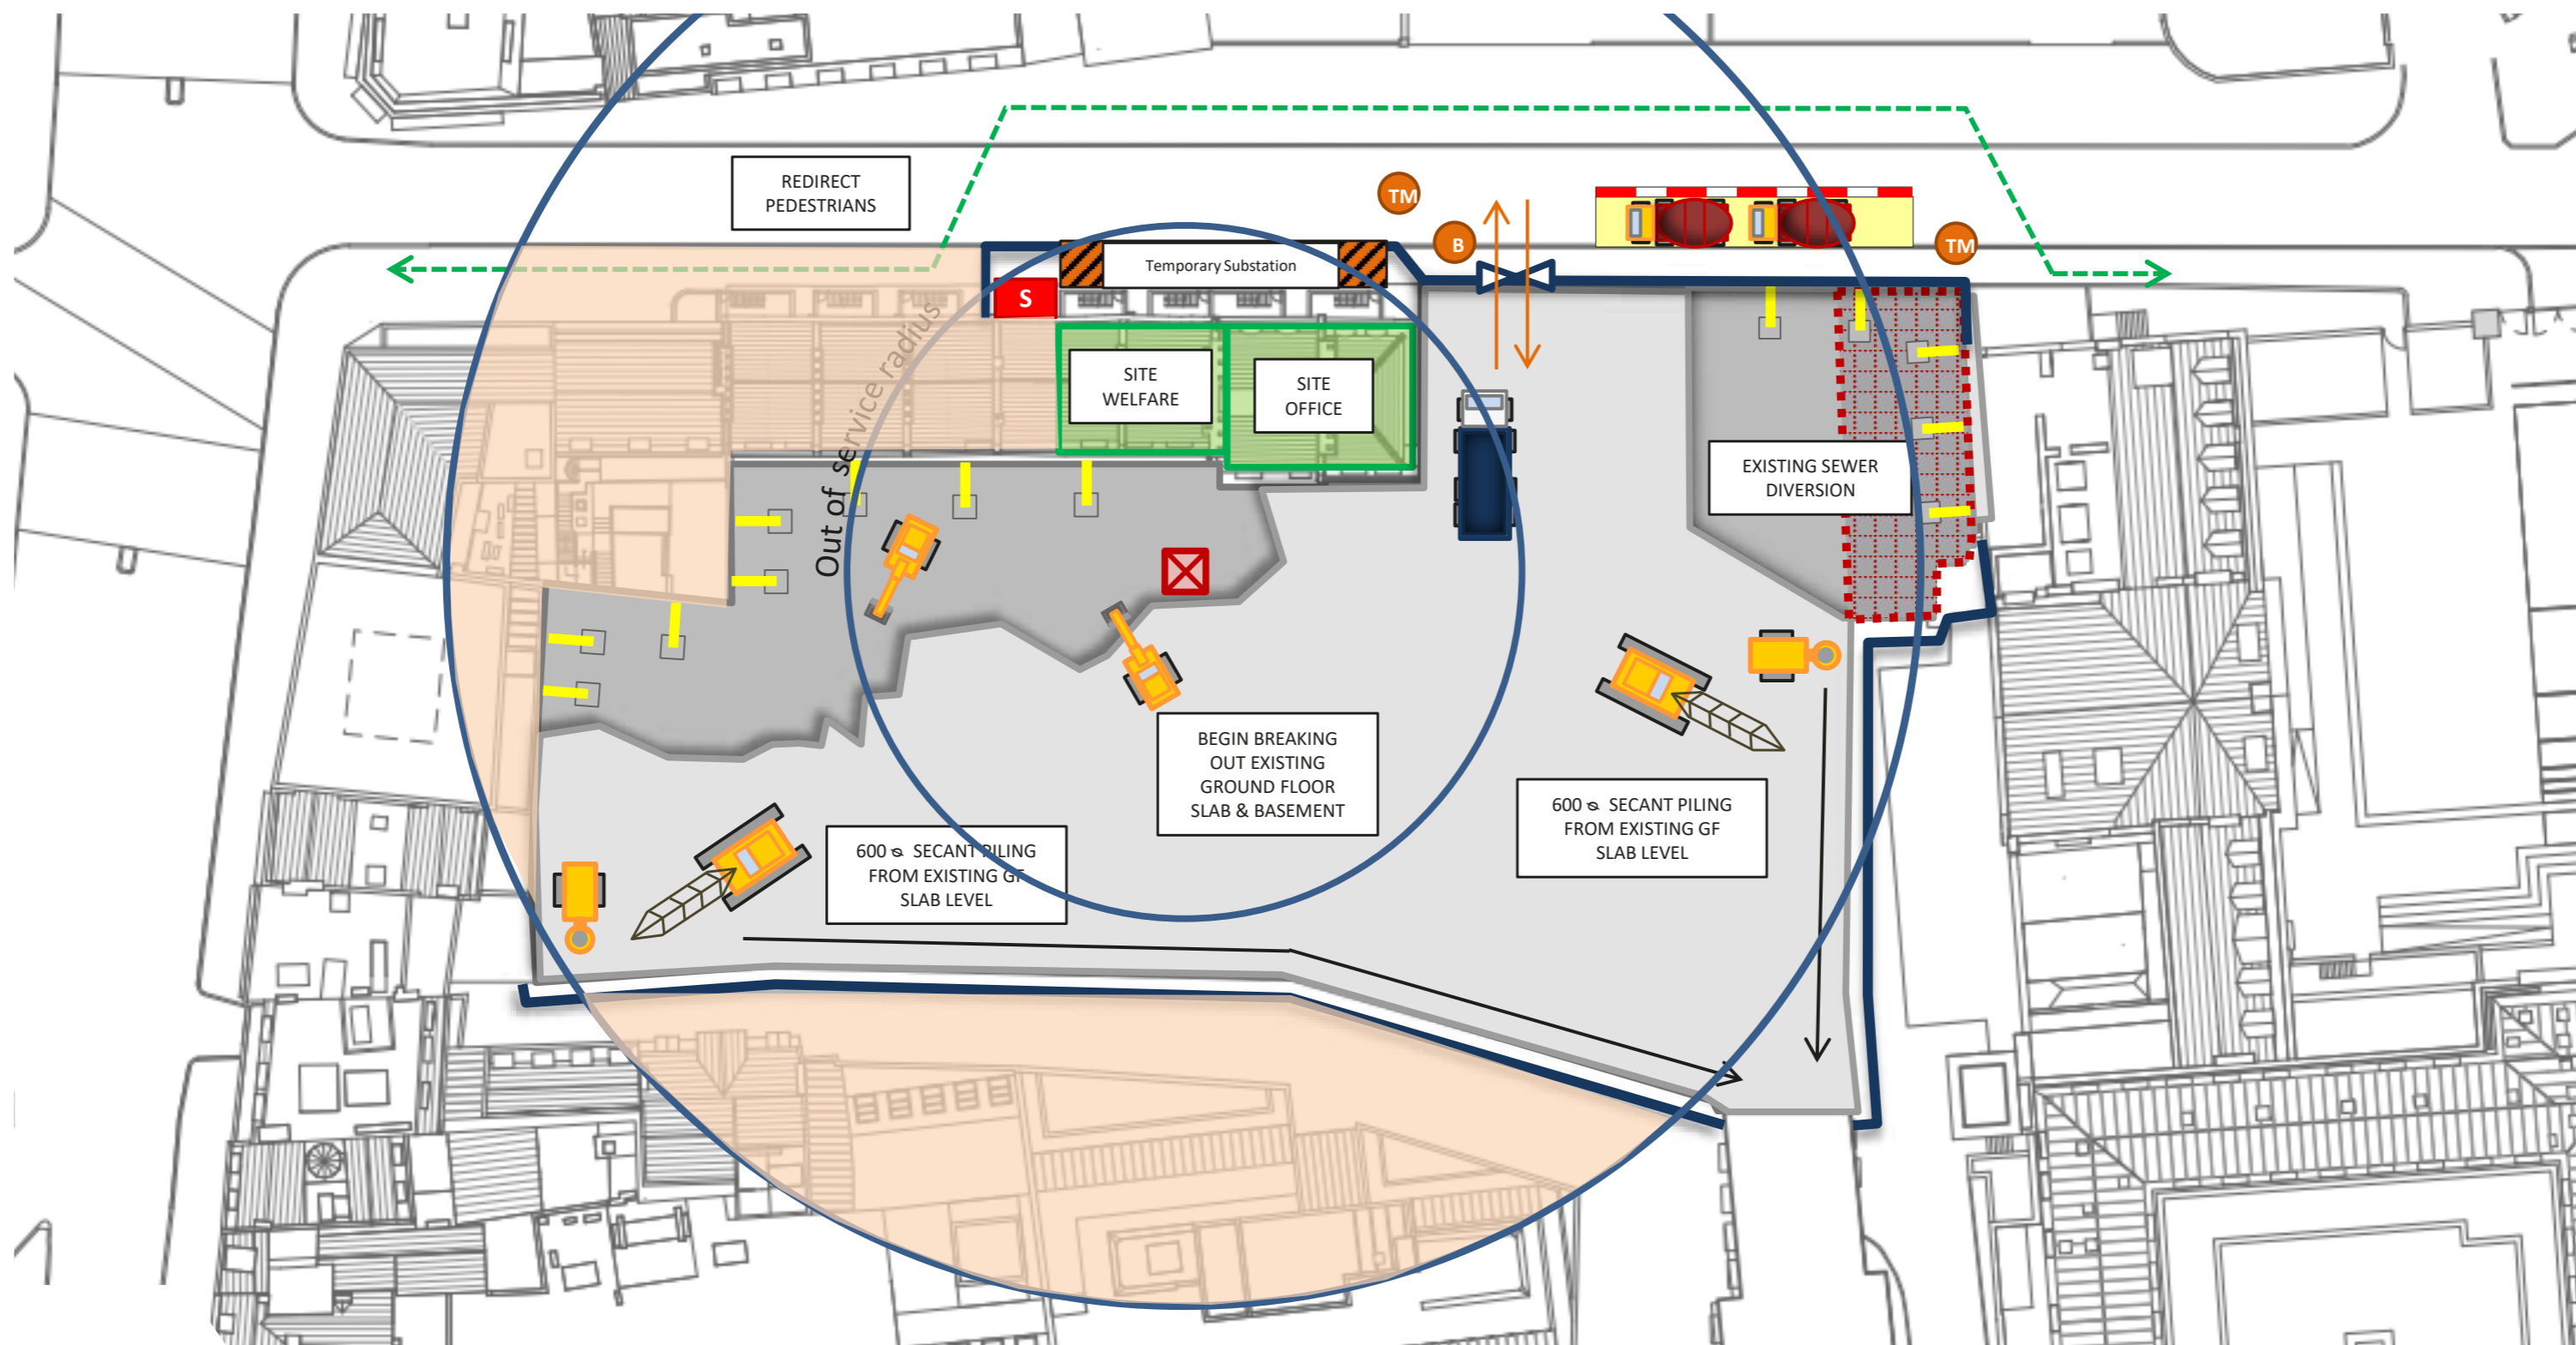 REDIRECT
PEDESTRIANS
TM
B
TM
Temporary Substation
S
SITE
WELFARE
SITE
OFFICE
Out of service radius
EXISTING SEWER
DIVERSION
BEGIN BREAKING
OUT EXISTING
GROUND FLOOR
SLAB & BASEMENT
600 ⦰ SECANT PILING
FROM EXISTING GF
SLAB LEVEL
600 ⦰ SECANT PILING
FROM EXISTING GF
SLAB LEVEL